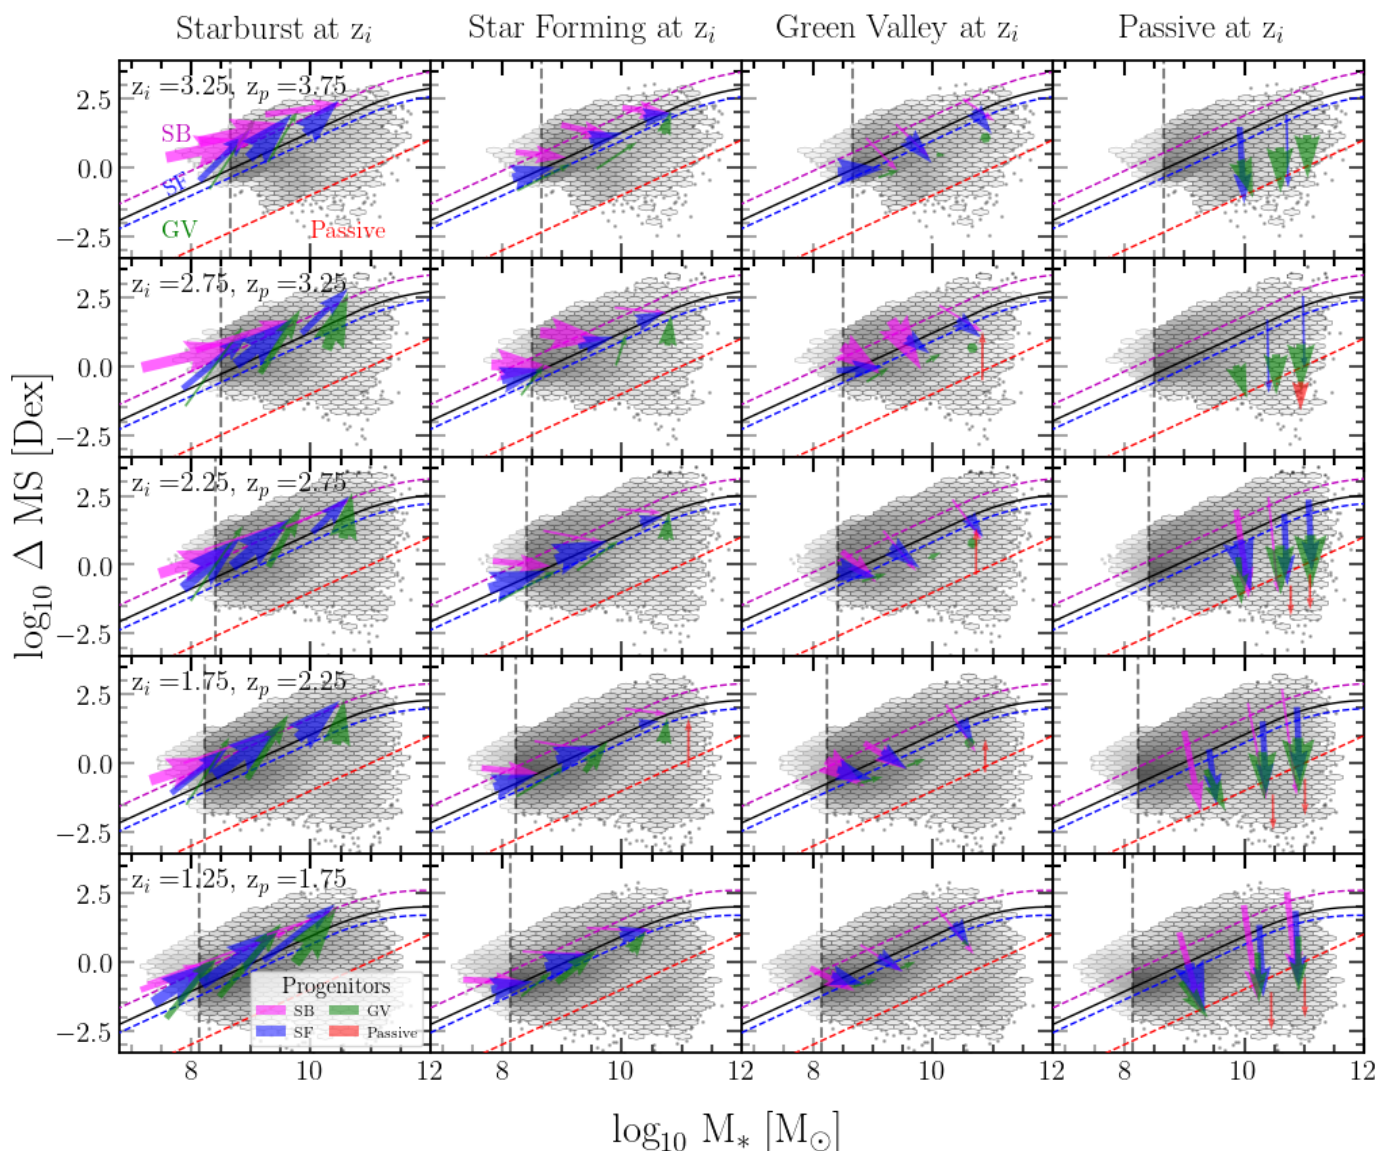 Starburst at z_i Star Forming at z_i Green Valley at z_i Passive at z_i
z_i =3.25, z_p =3.75
SB
SF
GV
Passive
2.5
0.0
−2.5
z_i =2.75, z_p =3.25
2.5
0.0
−2.5
z_i =2.25, z_p =2.75
2.5
0.0
−2.5
z_i =1.75, z_p =2.25
2.5
0.0
−2.5
z_i =1.25, z_p =1.75
2.5
0.0
−2.5
Progenitors
SB GV
SF Passive
8 10 12 8 10 12 8 10 12 8 10 12
log₁₀ Δ MS [Dex]
log₁₀ M_* [M_⊙]